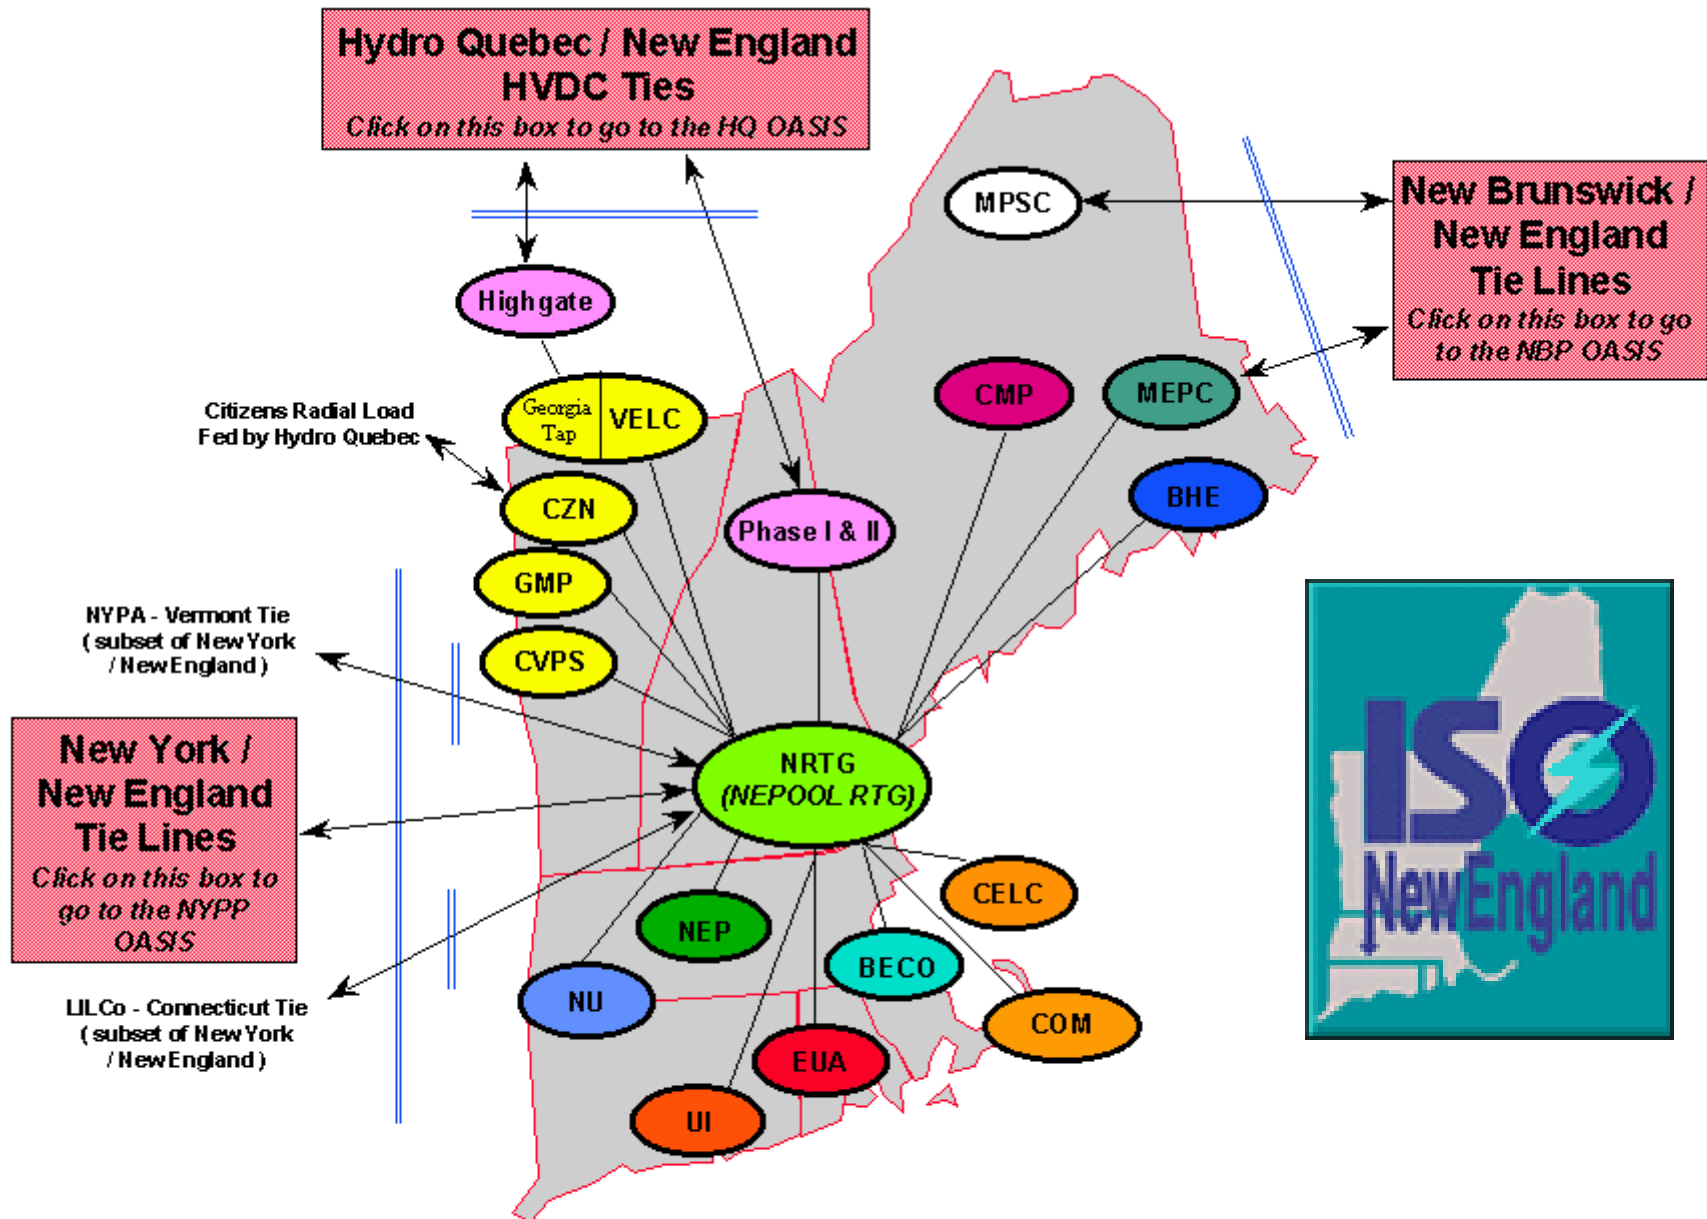 Hydro Quebec / New England
HVDC Ties
Click on this box to go to the HQ OASIS
MPSC
New Brunswick /
New England
Tie Lines
Click on this box to go
to the NBP OASIS
Highgate
Georgia
Tap
VELC
CMP
MEPC
Citizens Radial Load
Fed by Hydro Quebec
CZN
Phase I & II
BHE
GMP
NYPA - Vermont Tie
( subset of New York
/ New England )
CVPS
New York /
New England
Tie Lines
Click on this box to
go to the NYPP
OASIS
NRTG
(NEPOOL RTG)
ISO
NewEngland
CELC
NEP
BECO
NU
COM
LILCo - Connecticut Tie
( subset of New York
/ New England )
EUA
UI